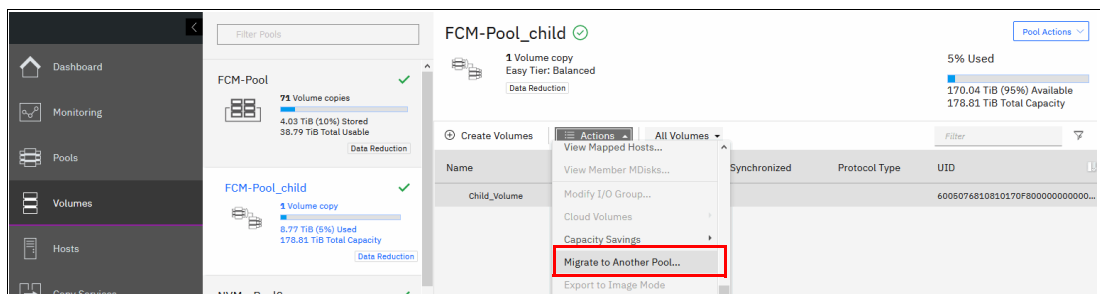 Dashboard
Monitoring
Pools
Volumes
Hosts
Copy Services
Filter Pools
FCM-Pool
71 Volume copies
4.03 TiB (10%) Stored
38.79 TiB Total Usable
Data Reduction
FCM-Pool_child
1 Volume copy
8.77 TiB (5%) Used
178.81 TiB Total Capacity
Data Reduction
FCM-Pool_child
1 Volume copy
Easy Tier: Balanced
Data Reduction
Pool Actions
5% Used
170.04 TiB (95%) Available
178.81 TiB Total Capacity
Create Volumes
Actions
All Volumes
Filter
Name
Synchronized
Protocol Type
UID
Child_Volume
6005076810810170F800000000000...
View Mapped Hosts...
View Member MDisks...
Modify I/O Group...
Cloud Volumes
Capacity Savings
Migrate to Another Pool...
Export to Image Mode